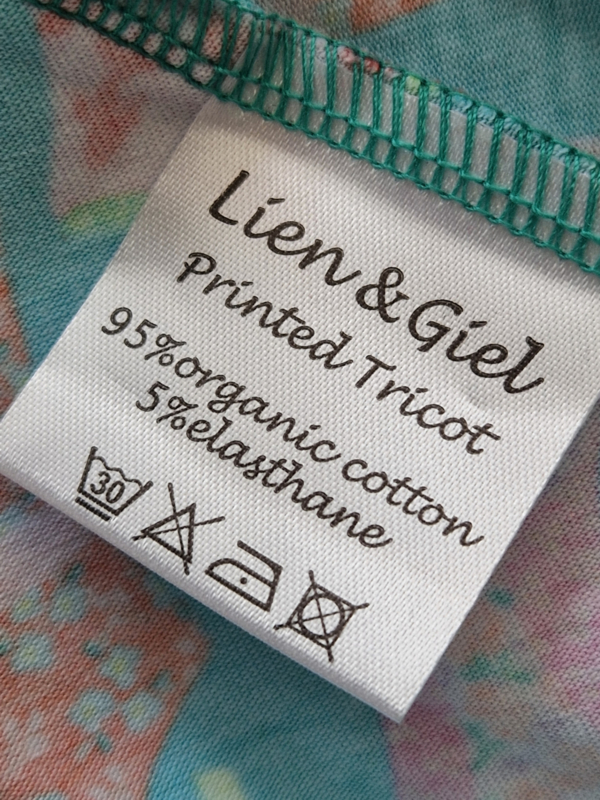 Lien & Giel
Printed Tricot
95%organic cotton
5%elasthane
30